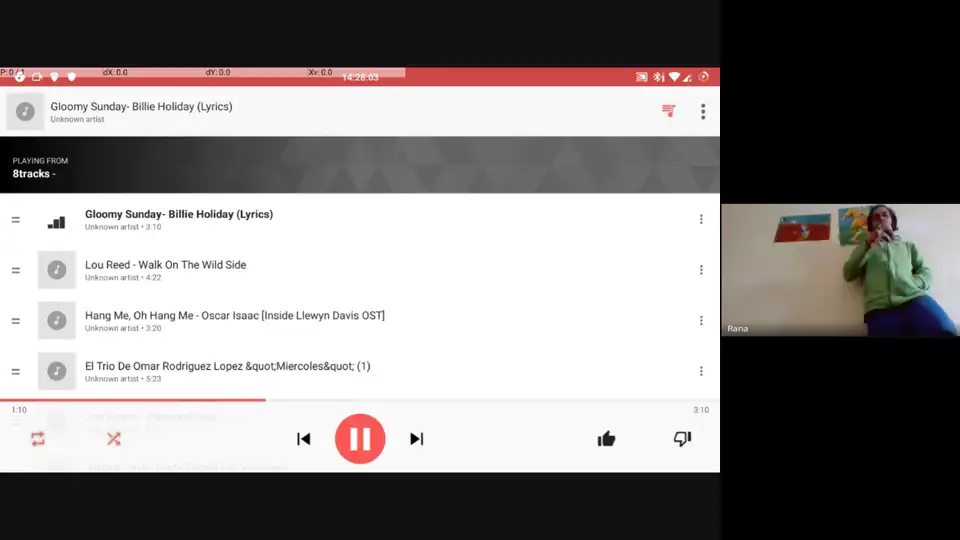 P: 0 / 1 dX: 0.0 dY: 0.0 Xv: 0.0 14:28:03
Gloomy Sunday- Billie Holiday (Lyrics)
Unknown artist
PLAYING FROM
8tracks -
Gloomy Sunday- Billie Holiday (Lyrics)
Unknown artist • 3:10
Lou Reed - Walk On The Wild Side
Unknown artist • 4:22
Hang Me, Oh Hang Me - Oscar Isaac [Inside Llewyn Davis OST]
Unknown artist • 3:20
El Trio De Omar Rodriguez Lopez &quot;Miercoles&quot; (1)
Unknown artist • 5:23
1:10 3:10
Rana